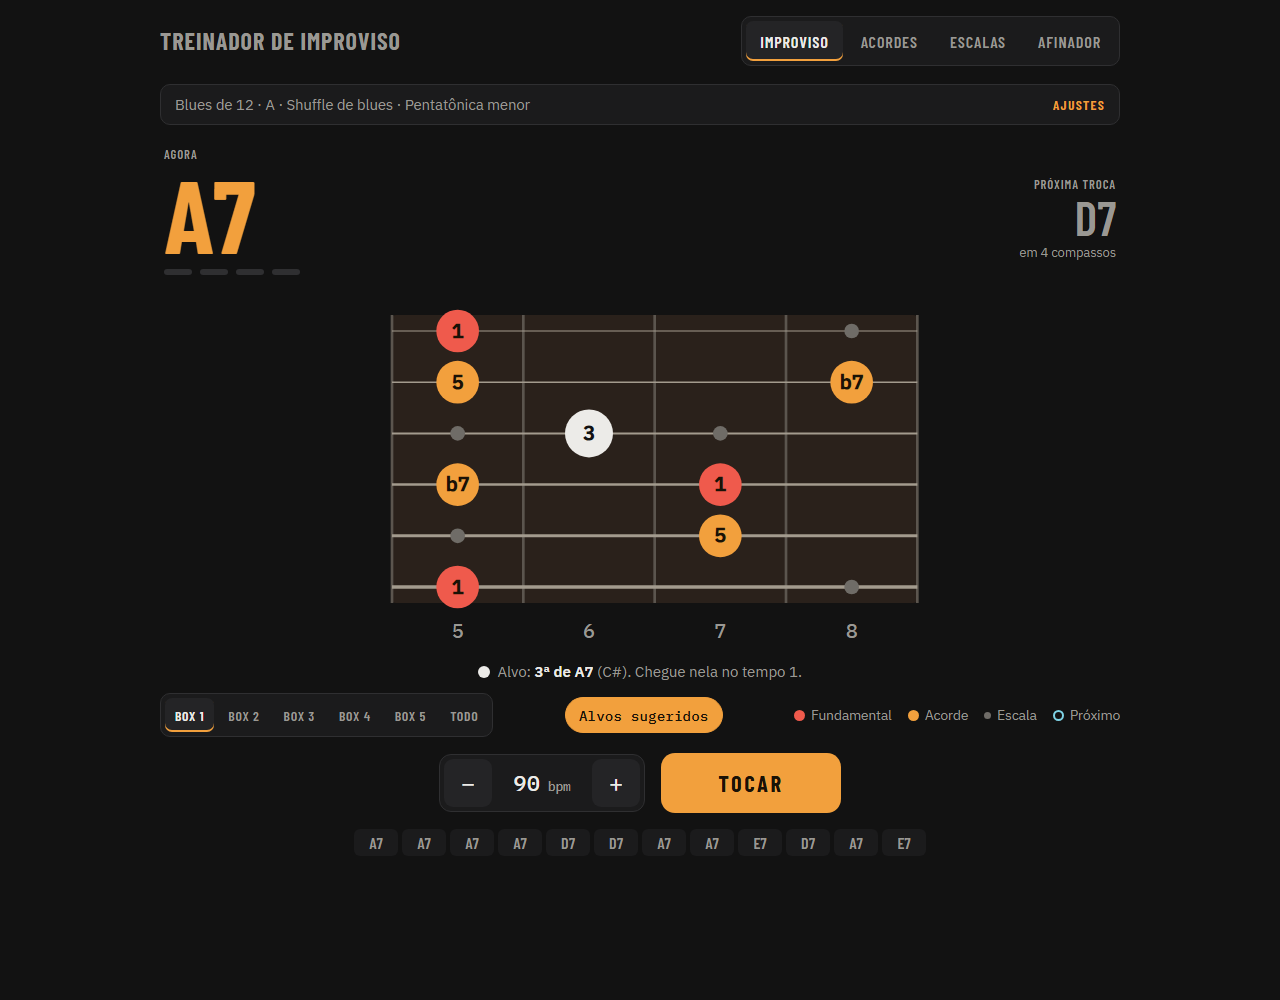 TREINADOR DE IMPROVISO
IMPROVISO ACORDES ESCALAS AFINADOR
Blues de 12 · A · Shuffle de blues · Pentatônica menor AJUSTES
AGORA
A7
PRÓXIMA TROCA
D7
em 4 compassos
1
5 b7
3
b7 1
5
1
5 6 7 8
Alvo: 3ª de A7 (C#). Chegue nela no tempo 1.
BOX 1 BOX 2 BOX 3 BOX 4 BOX 5 TODO Alvos sugeridos Fundamental Acorde Escala Próximo
− 90 bpm + TOCAR
A7 A7 A7 A7 D7 D7 A7 A7 E7 D7 A7 E7